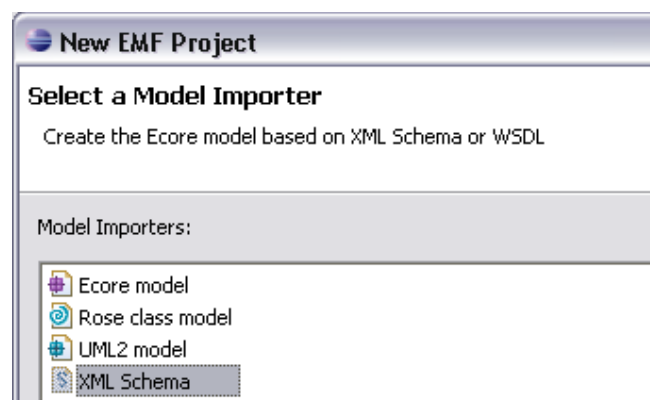 New EMF Project
Select a Model Importer
Create the Ecore model based on XML Schema or WSDL
Model Importers:
Ecore model
Rose class model
UML2 model
XML Schema